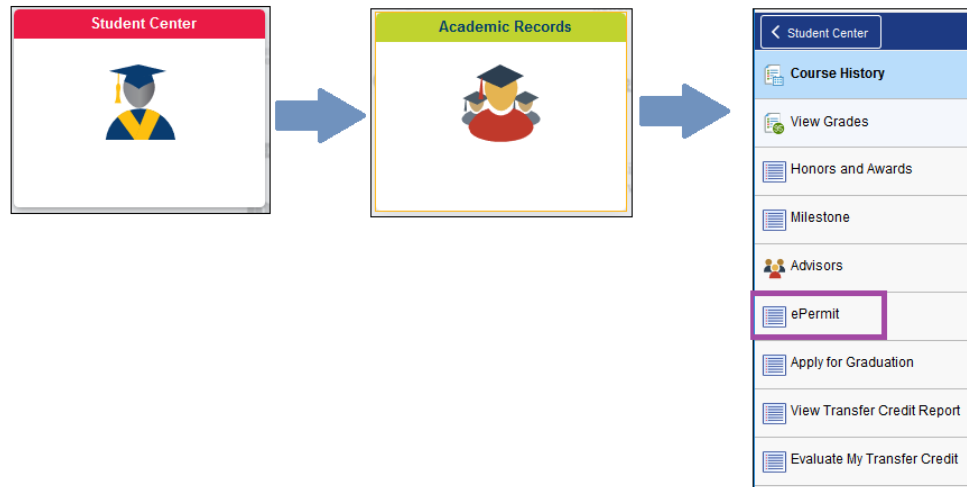 Student Center
Academic Records
Student Center
Course History
View Grades
Honors and Awards
Milestone
Advisors
ePermit
Apply for Graduation
View Transfer Credit Report
Evaluate My Transfer Credit